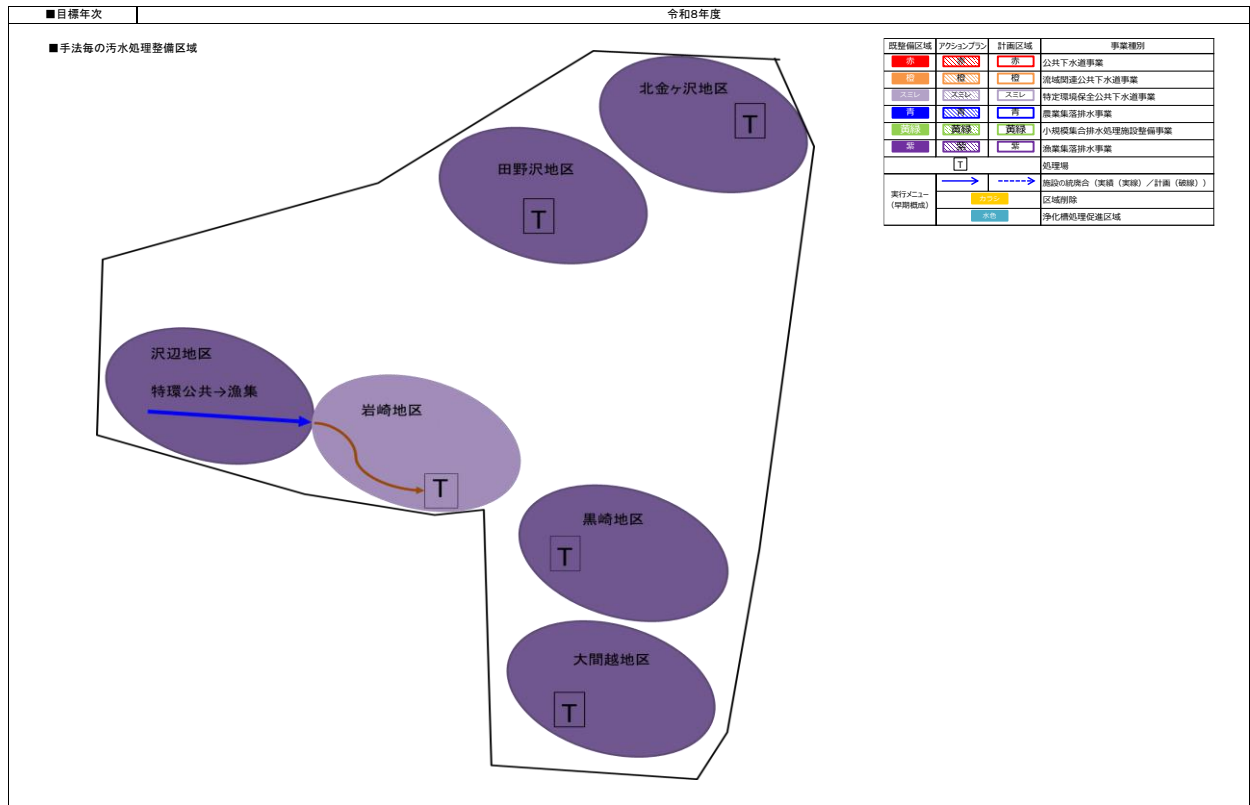 ■目標年次 令和8年度
■手法毎の汚水処理整備区域
既整備区域 アクションプラン 計画区域 事業種別
赤 赤 赤 公共下水道事業
橙 橙 橙 流域関連公共下水道事業
スミレ スミレ スミレ 特定環境保全公共下水道事業
青 青 青 農業集落排水事業
黄緑 黄緑 黄緑 小規模集合排水処理施設整備事業
紫 紫 紫 漁業集落排水事業
T 処理場
実行メニュー
(早期概成)
施設の統廃合(実績(実線)/計画(破線))
カラシ 区域削除
水色 浄化槽処理促進区域
北金ヶ沢地区
T
田野沢地区
T
沢辺地区
特環公共→漁集
岩崎地区
T
黒崎地区
T
大間越地区
T